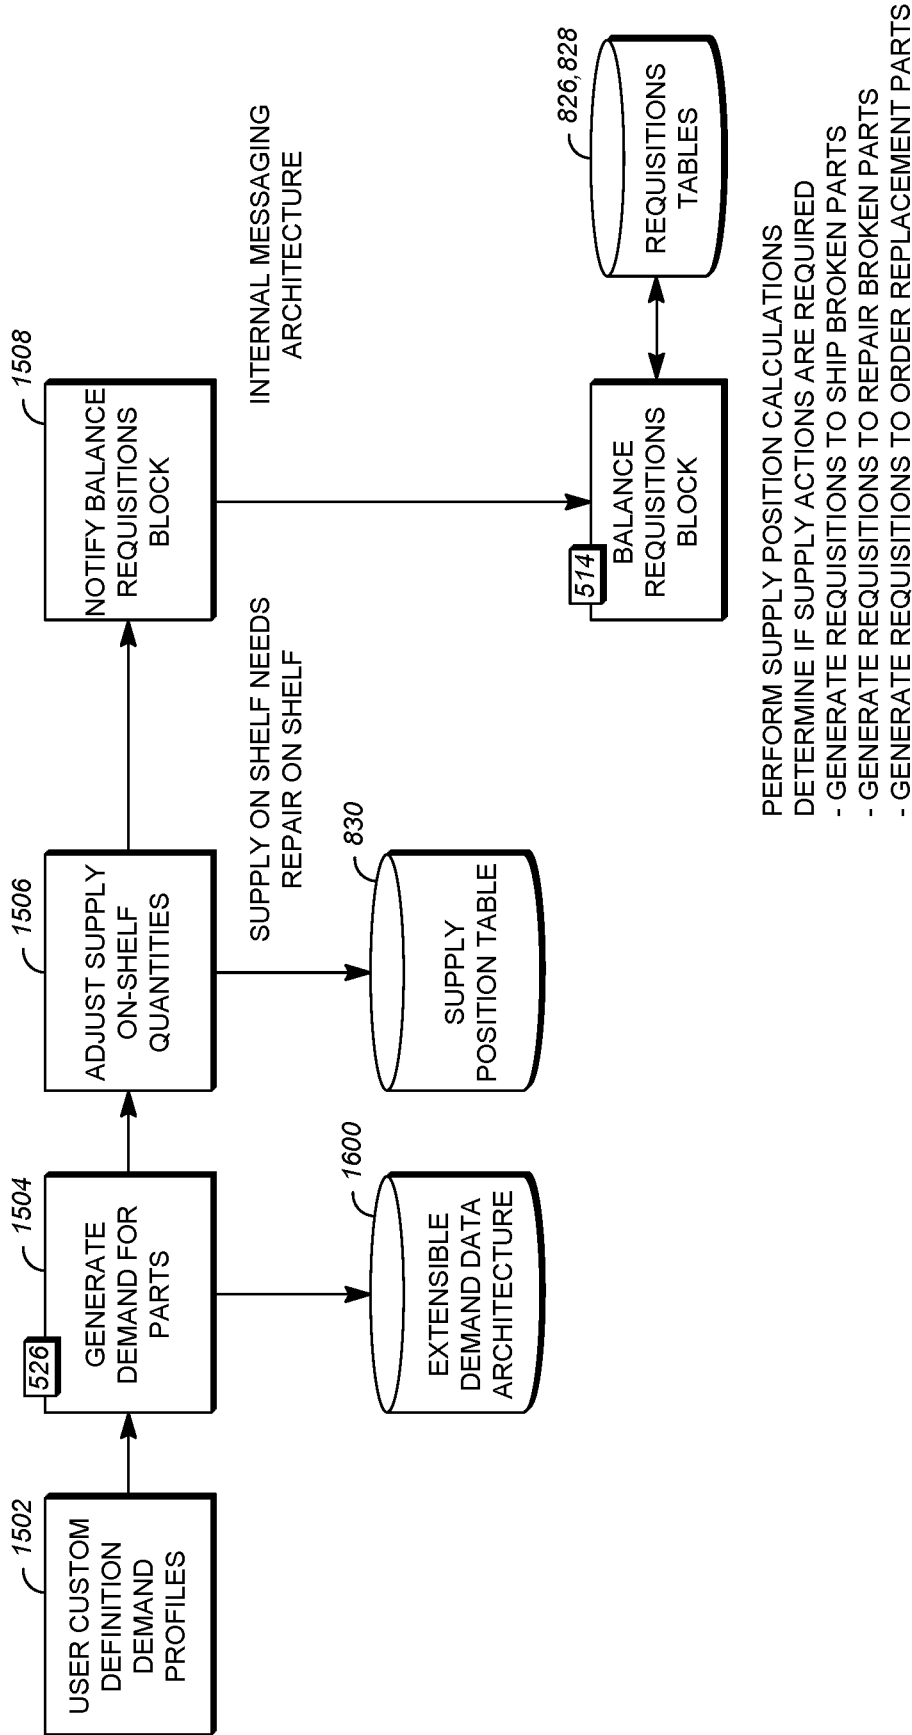 1502
USER CUSTOM
DEFINITION
DEMAND
PROFILES
526
1504
GENERATE
DEMAND FOR
PARTS
1506
ADJUST SUPPLY
ON-SHELF
QUANTITIES
1508
NOTIFY BALANCE
REQUISITIONS
BLOCK
1600
EXTENSIBLE
DEMAND DATA
ARCHITECTURE
830
SUPPLY
POSITION TABLE
SUPPLY ON SHELF NEEDS
REPAIR ON SHELF
INTERNAL MESSAGING
ARCHITECTURE
514
BALANCE
REQUISITIONS
BLOCK
826,828
REQUISITIONS
TABLES
PERFORM SUPPLY POSITION CALCULATIONS
DETERMINE IF SUPPLY ACTIONS ARE REQUIRED
- GENERATE REQUISITIONS TO SHIP BROKEN PARTS
- GENERATE REQUISITIONS TO REPAIR BROKEN PARTS
- GENERATE REQUISITIONS TO ORDER REPLACEMENT PARTS